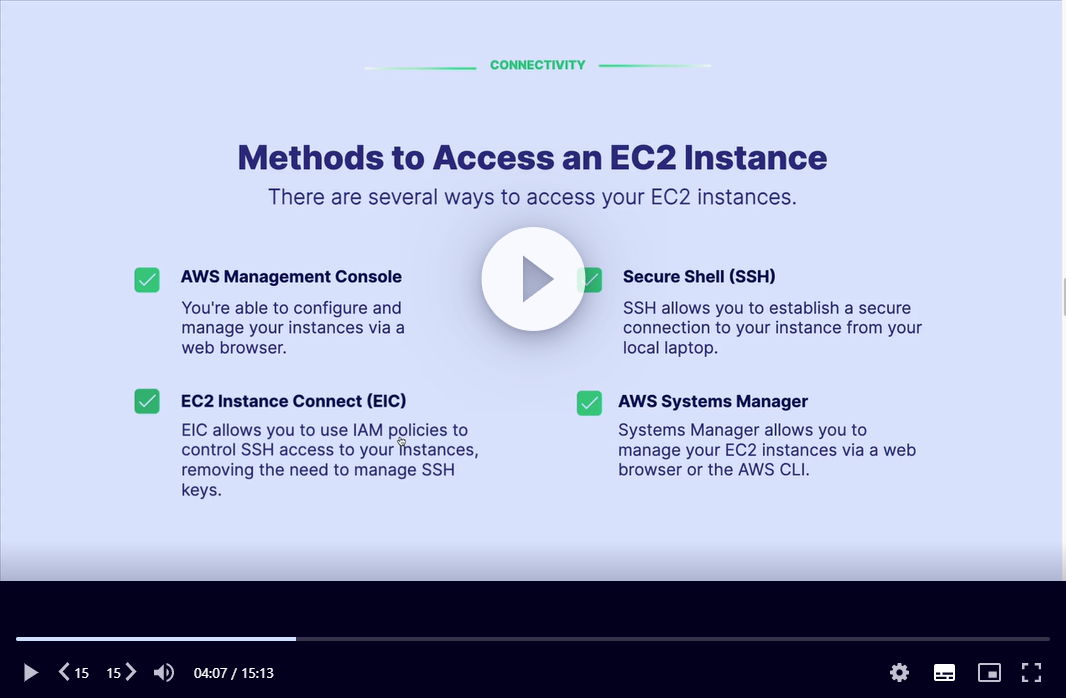 CONNECTIVITY
Methods to Access an EC2 Instance
There are several ways to access your EC2 instances.
AWS Management Console
You're able to configure and
manage your instances via a
web browser.
Secure Shell (SSH)
SSH allows you to establish a secure
connection to your instance from your
local laptop.
EC2 Instance Connect (EIC)
EIC allows you to use IAM policies to
control SSH access to your instances,
removing the need to manage SSH
keys.
AWS Systems Manager
Systems Manager allows you to
manage your EC2 instances via a web
browser or the AWS CLI.
15 15 04:07 / 15:13